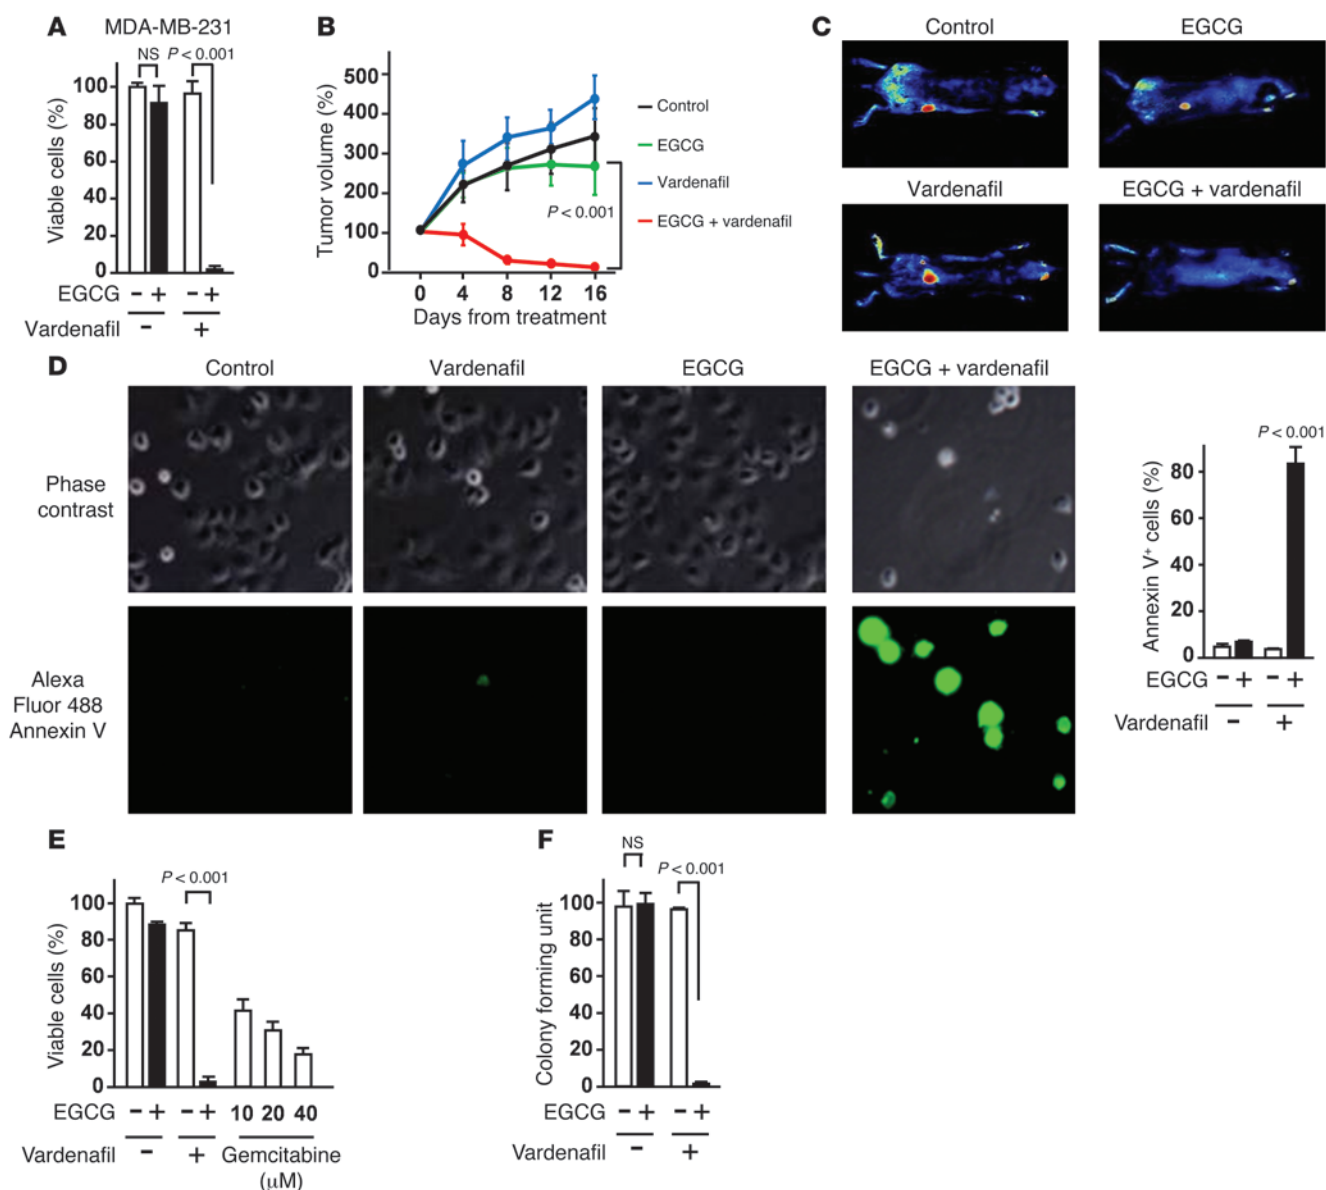 A
MDA-MB-231
NS
P < 0.001
Viable cells (%)
100
80
60
40
20
0
EGCG - + - +
Vardenafil - +
B
Tumor volume (%)
500
400
300
200
100
0
0 4 8 12 16
Days from treatment
P < 0.001
Control
EGCG
Vardenafil
EGCG + vardenafil
C
Control
EGCG
Vardenafil
EGCG + vardenafil
D
Control
Vardenafil
EGCG
EGCG + vardenafil
Phase
contrast
Alexa
Fluor 488
Annexin V
P < 0.001
Annexin V+ cells (%)
80
60
40
20
0
EGCG - + - +
Vardenafil - +
E
P < 0.001
Viable cells (%)
100
80
60
40
20
0
EGCG - + - + 10 20 40
Vardenafil - + Gemcitabine
(μM)
F
NS
P < 0.001
Colony forming unit
100
80
60
40
20
0
EGCG - + - +
Vardenafil - +